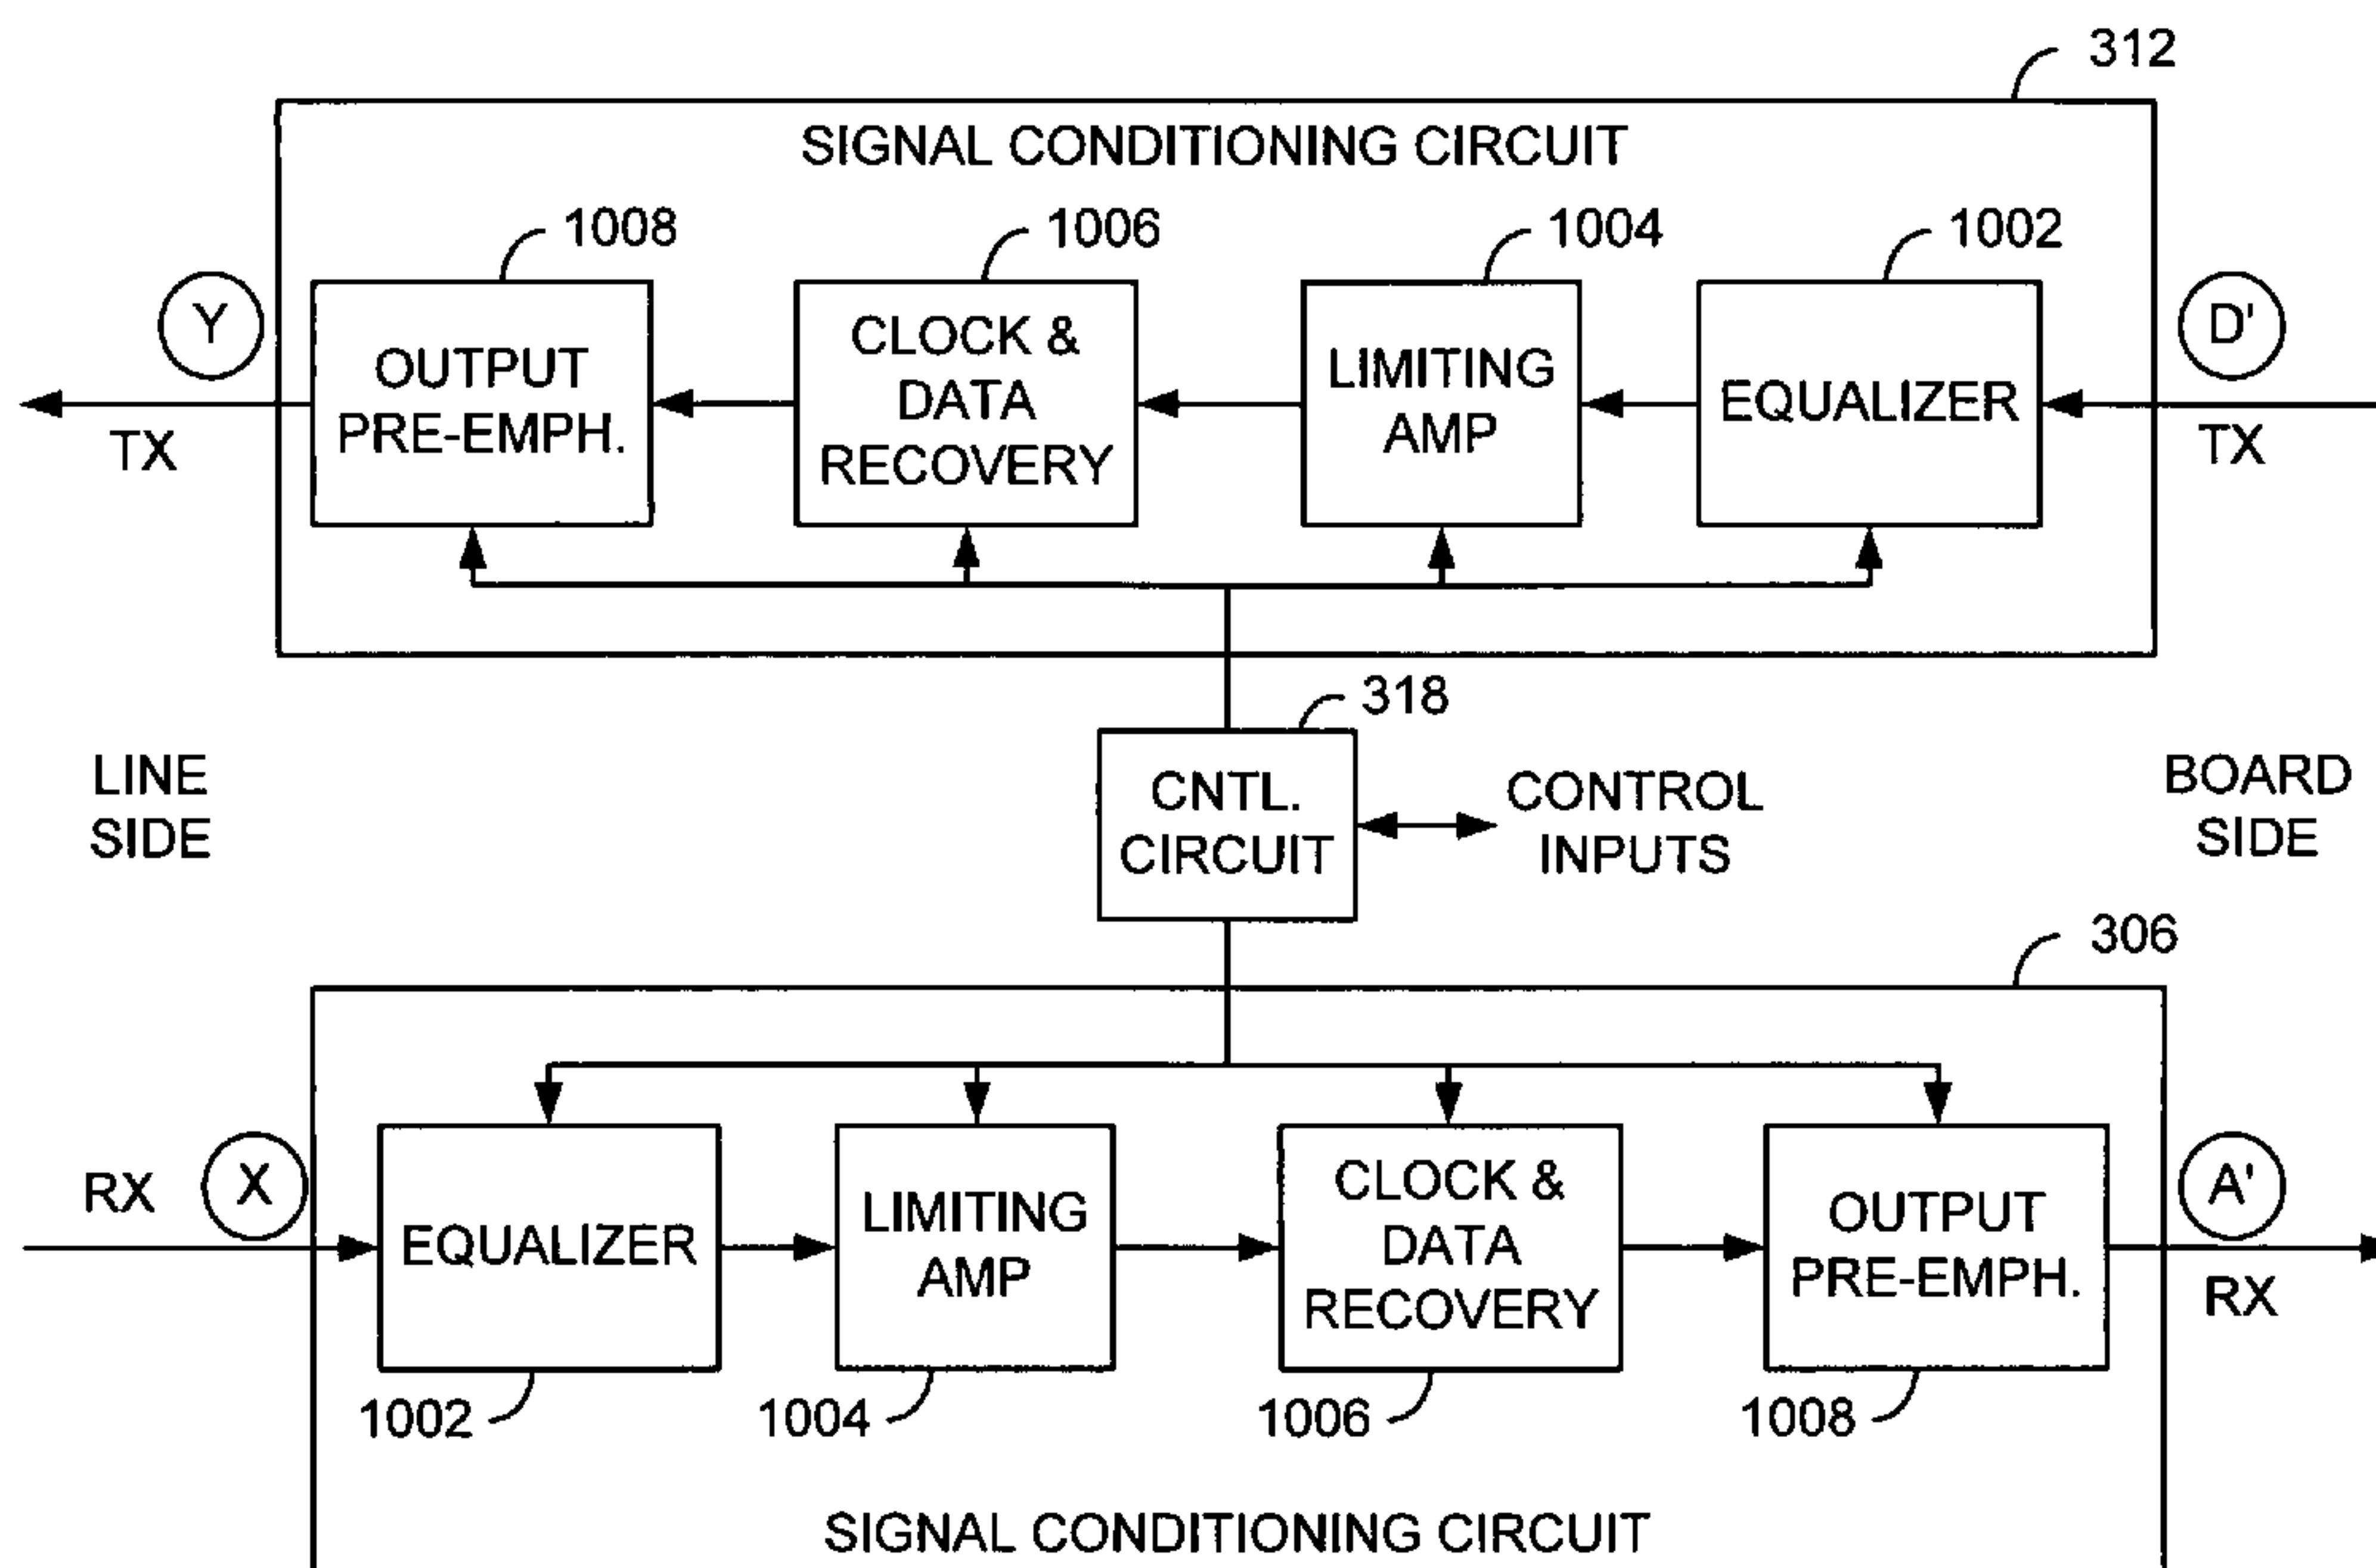 312
SIGNAL CONDITIONING CIRCUIT
1008
1006
1004
1002
Y
OUTPUT
PRE-EMPH.
CLOCK &
DATA
RECOVERY
LIMITING
AMP
EQUALIZER
D'
TX
TX
318
LINE
SIDE
CNTL.
CIRCUIT
CONTROL
INPUTS
BOARD
SIDE
306
RX
X
EQUALIZER
LIMITING
AMP
CLOCK &
DATA
RECOVERY
OUTPUT
PRE-EMPH.
A'
RX
1002
1004
1006
1008
SIGNAL CONDITIONING CIRCUIT